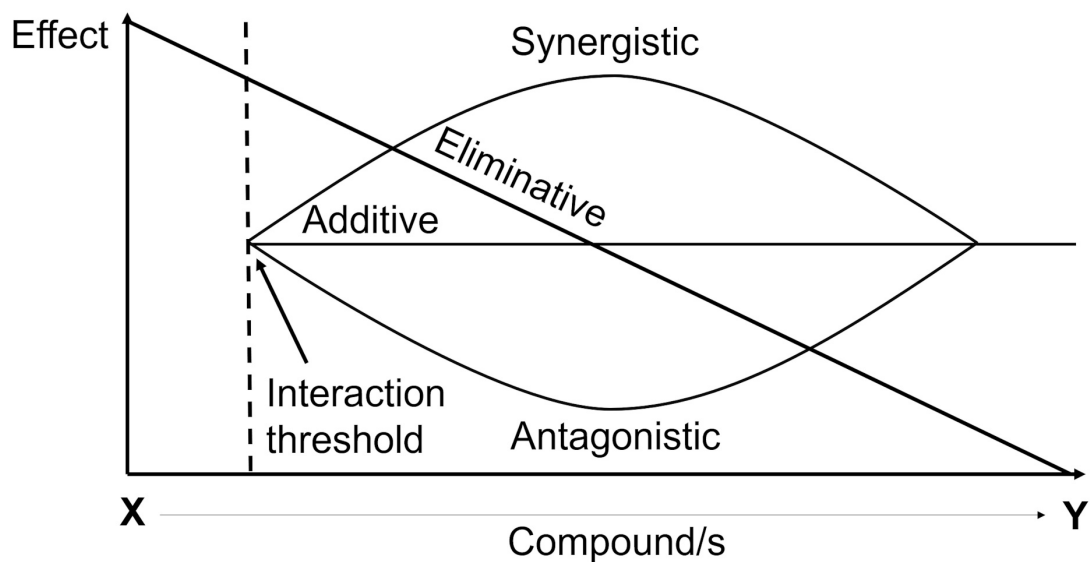 Effect
Synergistic
Eliminative
Additive
Interaction
threshold
Antagonistic
X
Y
Compound/s